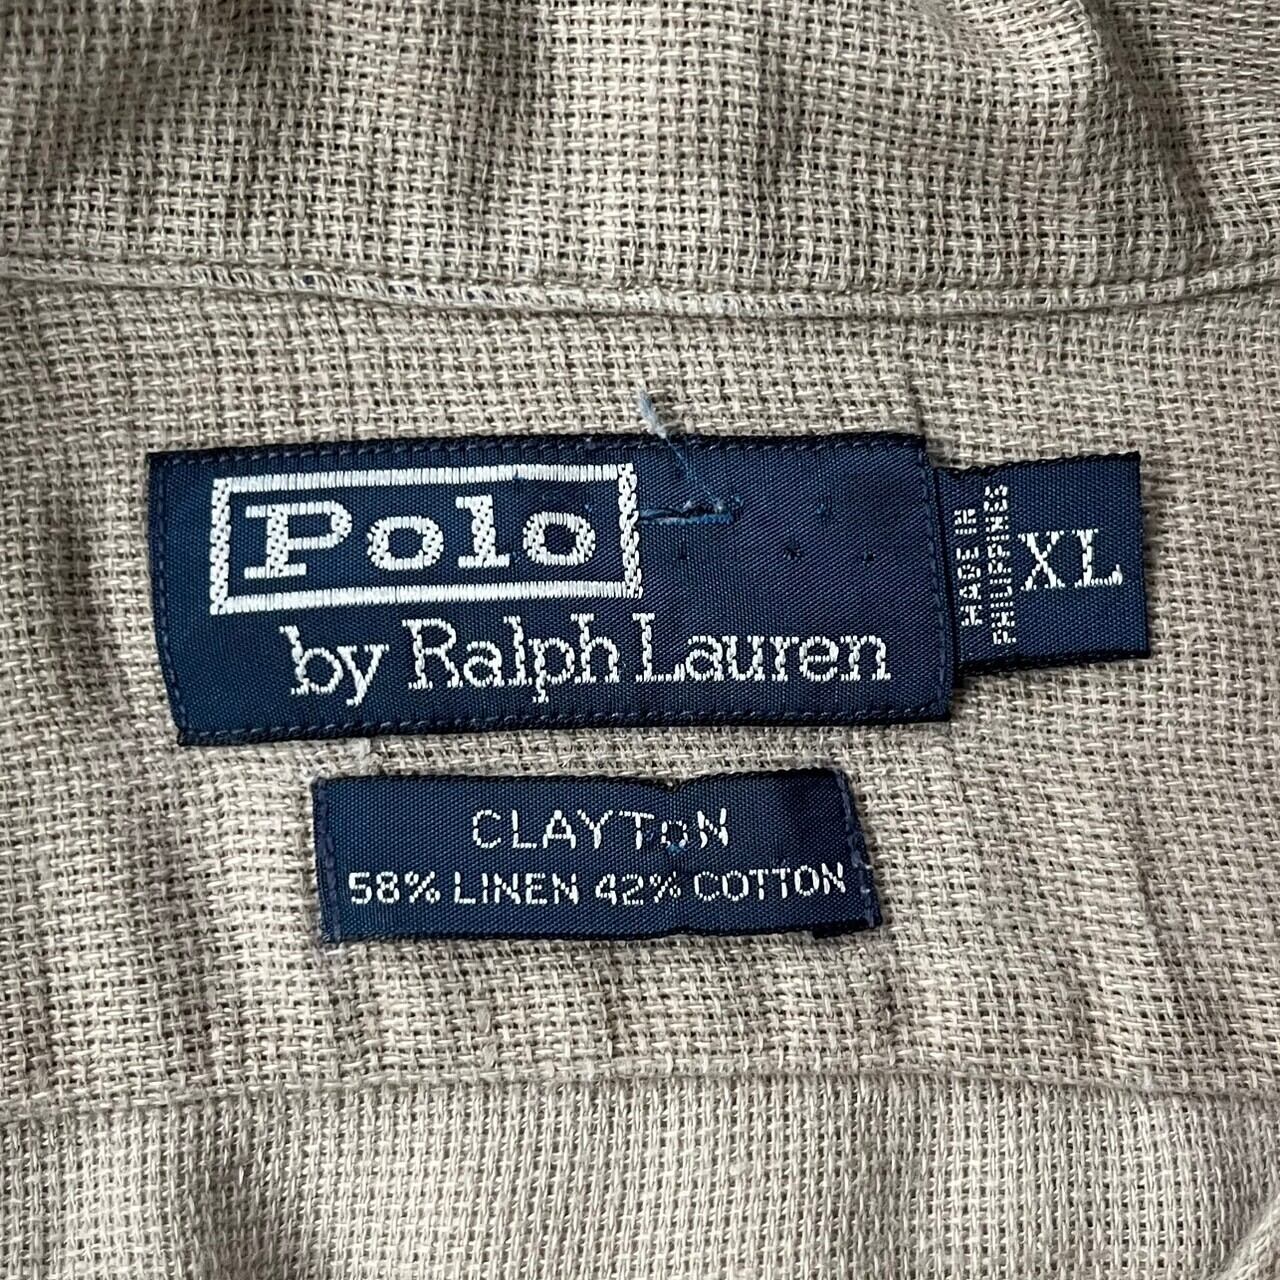 Polo
by Ralph Lauren
MADE IN
PHILIPPINES
XL
CLAYTON
58% LINEN 42% COTTON